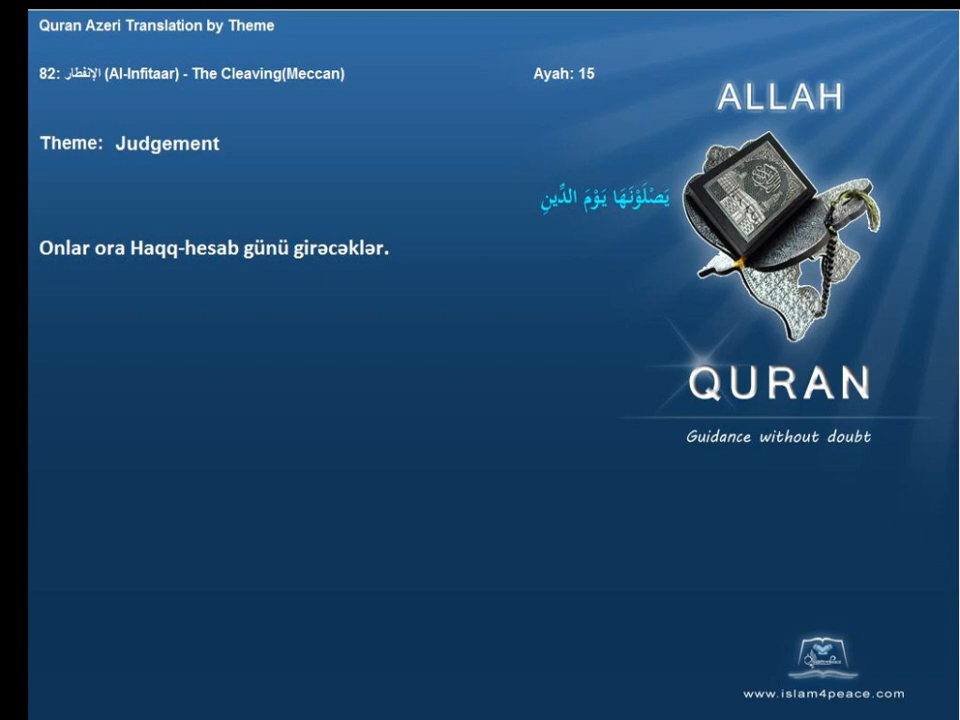 Quran Azeri Translation by Theme
82: الإنفطار (Al-Infitaar) - The Cleaving(Meccan) Ayah: 15
ALLAH
Theme: Judgement
يَصْلَوْنَهَا يَوْمَ الدِّينِ
Onlar ora Haqq-hesab günü girəcəklər.
QURAN
Guidance without doubt
www.islam4peace.com